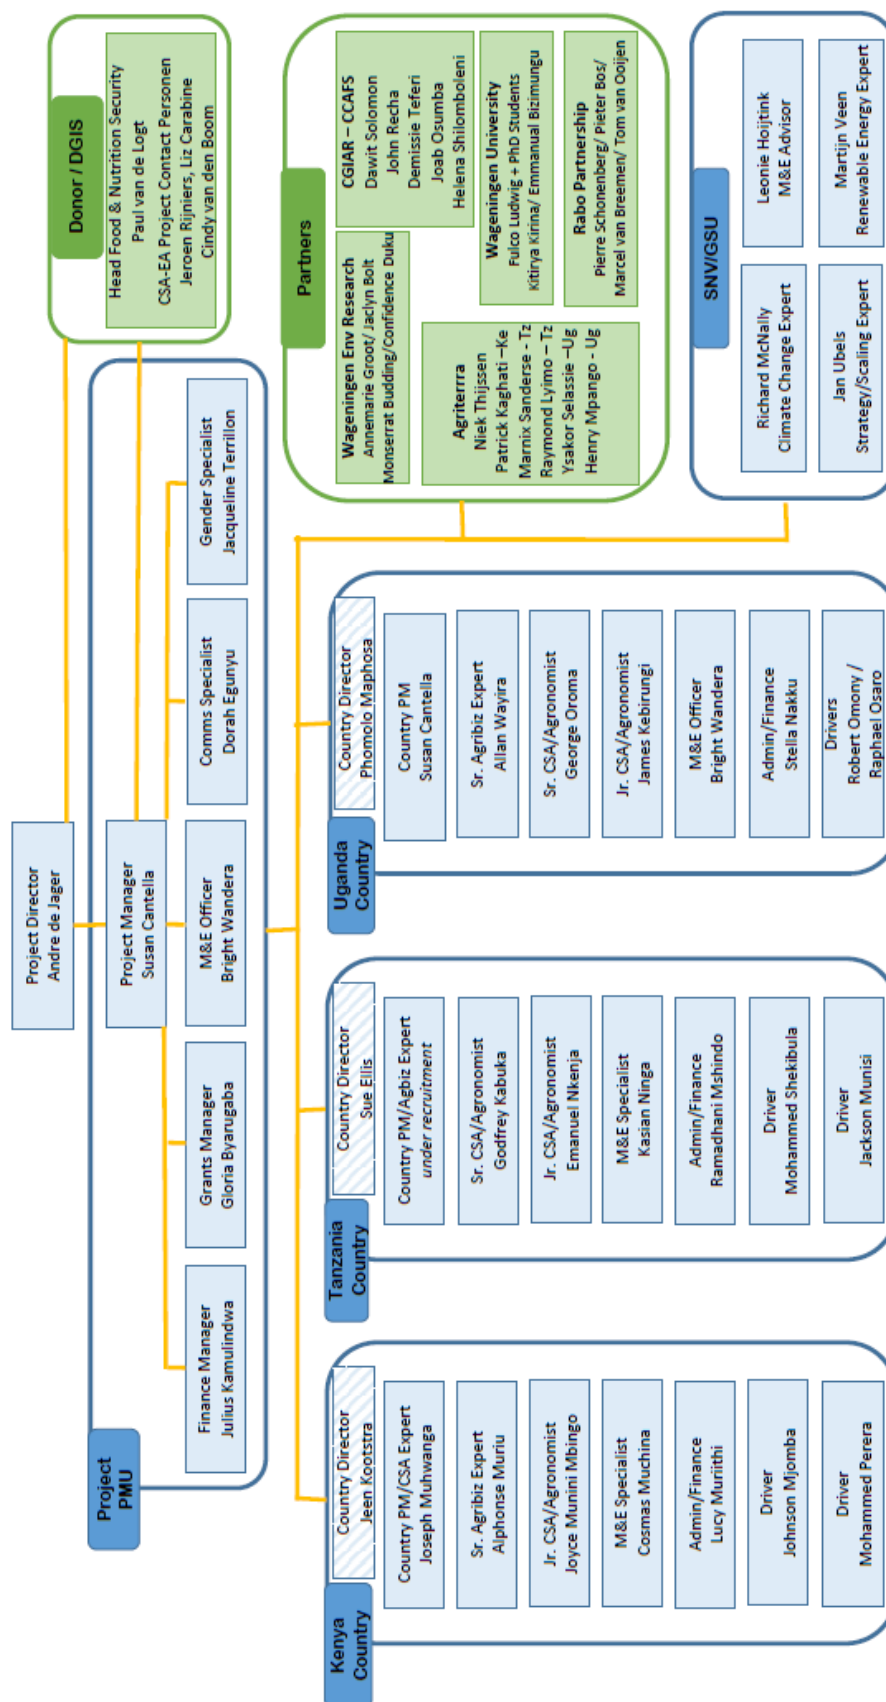 Project Director
Andre de Jager
Donor / DGIS
Head Food & Nutrition Security
Paul van de Logt
CSA-EA Project Contact Personen
Jeroen Rijniers, Liz Carabine
Cindy van den Boom
Project
PMU
Project Manager
Susan Cantella
Finance Manager
Julius Kamulindwa
Grants Manager
Gloria Byarugaba
M&E Officer
Bright Wandera
Comms Specialist
Dorah Egunyu
Gender Specialist
Jacqueline Terrillon
Partners
Wageningen Env Research
Annemarie Groot/ Jaclyn Bolt
Monserrat Budding/Confidence Duku
CGIAR – CCAFS
Dawit Solomon
John Recha
Demissie Teferi
Joab Osumba
Helena Shilomboleni
Agriterrra
Niek Thijssen
Patrick Kaghati –Ke
Marnix Sanderse - Tz
Raymond Lyimo – Tz
Ysakor Selassie –Ug
Henry Mpango - Ug
Wageningen University
Fulco Ludwig + PhD Students
Kitirya Kirina/ Emmanual Bizimungu
Rabo Partnership
Pierre Schonenberg/ Pieter Bos/
Marcel van Breemen/ Tom van Ooijen
Kenya
Country
Country Director
Jeen Kootstra
Country PM/CSA Expert
Joseph Muhwanga
Sr. Agribiz Expert
Alphonse Muriu
Jr. CSA/Agronomist
Joyce Munini Mbingo
M&E Specialist
Cosmas Muchina
Admin/Finance
Lucy Muriithi
Driver
Johnson Mjomba
Driver
Mohammed Perera
Tanzania
Country
Country Director
Sue Ellis
Country PM/Agbiz Expert
under recruitment
Sr. CSA/Agronomist
Godfrey Kabuka
Jr. CSA/Agronomist
Emanuel Nkenja
M&E Specialist
Kasian Ninga
Admin/Finance
Ramadhani Mshindo
Driver
Mohammed Shekibula
Driver
Jackson Munisi
Uganda
Country
Country Director
Phomolo Maphosa
Country PM
Susan Cantella
Sr. Agribiz Expert
Allan Wayira
Sr. CSA/Agronomist
George Oroma
Jr. CSA/Agronomist
James Kebirungi
M&E Officer
Bright Wandera
Admin/Finance
Stella Nakku
Drivers
Robert Omony /
Raphael Osaro
SNV/GSU
Richard McNally
Climate Change Expert
Leonie Hoijtink
M&E Advisor
Jan Ubels
Strategy/Scaling Expert
Martijn Veen
Renewable Energy Expert